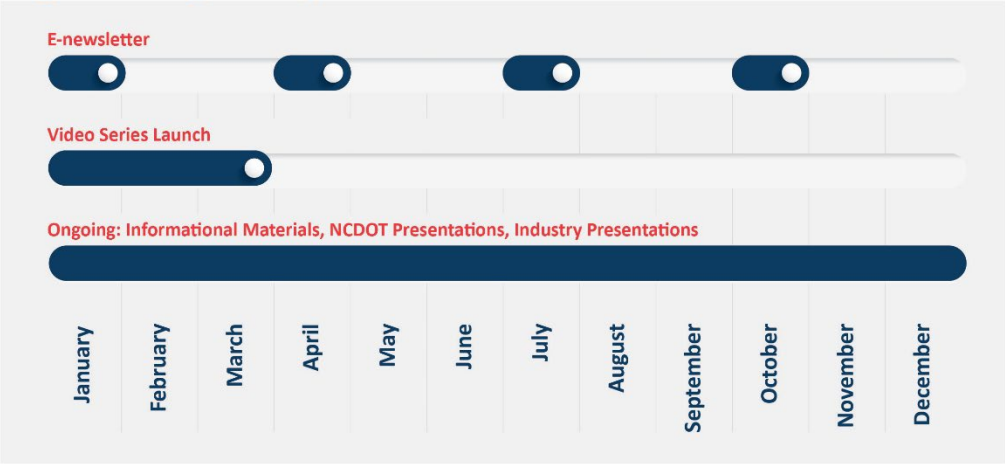 E-newsletter
Video Series Launch
Ongoing: Informational Materials, NCDOT Presentations, Industry Presentations
January
February
March
April
May
June
July
August
September
October
November
December